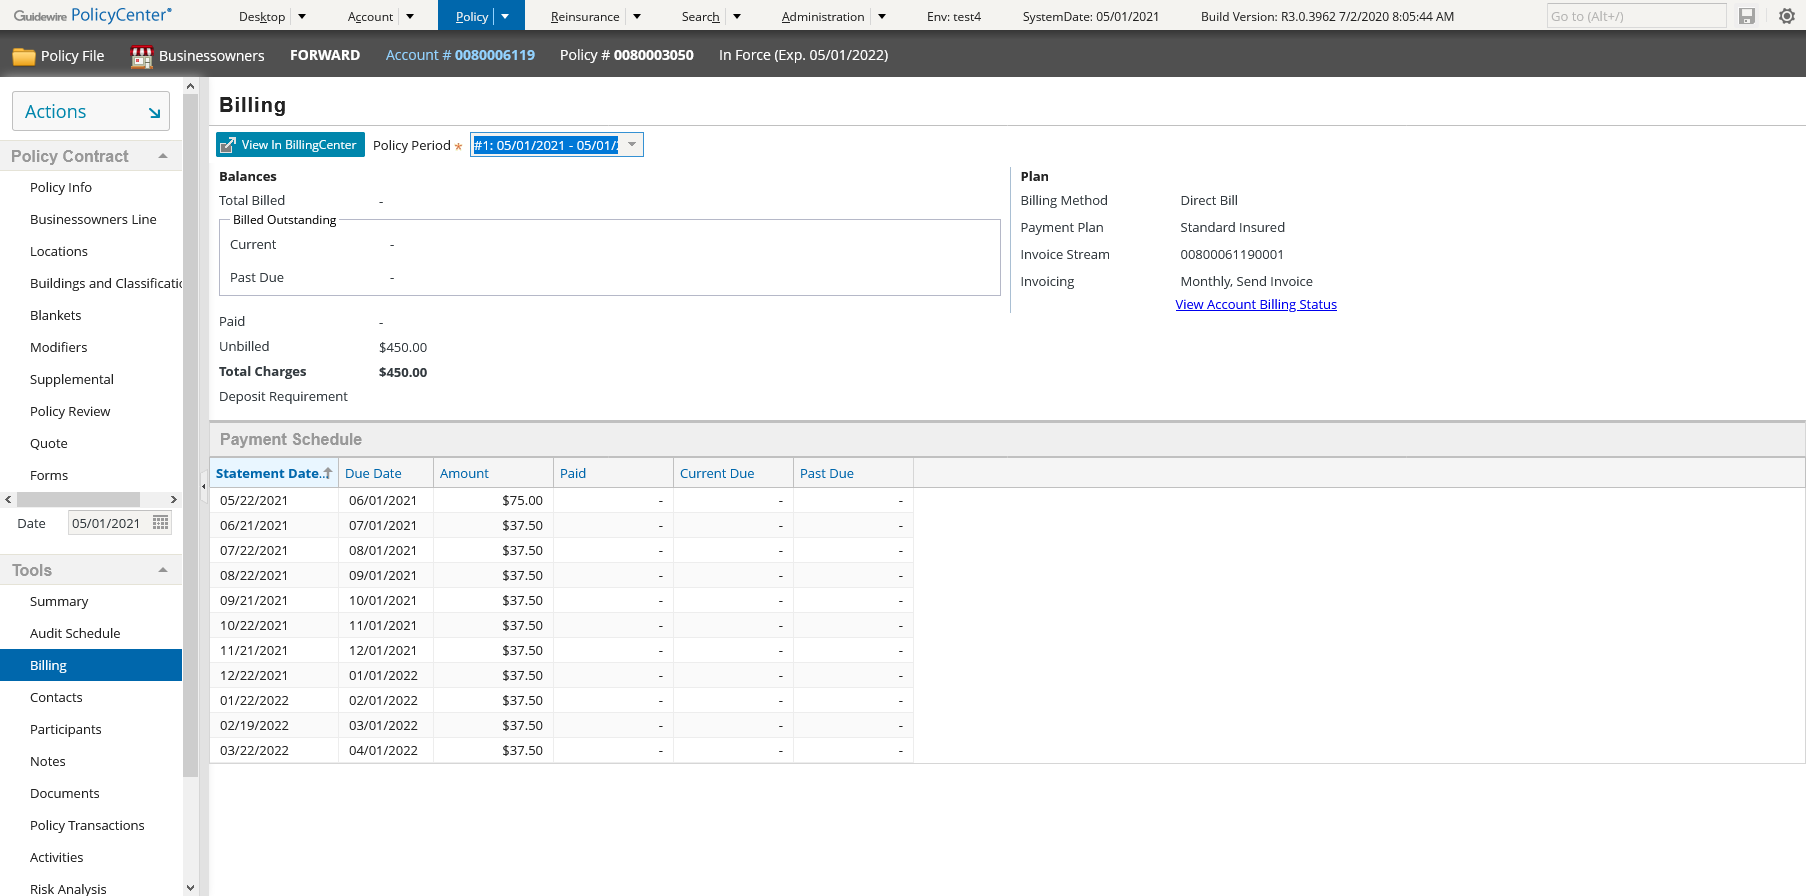 Guidewire PolicyCenter® Desktop Account Policy Reinsurance Search Administration Env: test4 SystemDate: 05/01/2021 Build Version: R3.0.3962 7/2/2020 8:05:44 AM Go to (Alt+/)
Policy File Businessowners FORWARD Account # 0080006119 Policy # 0080003050 In Force (Exp. 05/01/2022)
Actions
Policy Contract
Policy Info
Businessowners Line
Locations
Buildings and Classificatio
Blankets
Modifiers
Supplemental
Policy Review
Quote
Forms
Date 05/01/2021
Tools
Summary
Audit Schedule
Billing
Contacts
Participants
Notes
Documents
Policy Transactions
Activities
Risk Analysis
Billing
View In BillingCenter Policy Period * #1: 05/01/2021 - 05/01/2
Balances
Total Billed -
Billed Outstanding
Current -
Past Due -
Paid -
Unbilled $450.00
Total Charges $450.00
Deposit Requirement
Plan
Billing Method Direct Bill
Payment Plan Standard Insured
Invoice Stream 00800061190001
Invoicing Monthly, Send Invoice
View Account Billing Status
Payment Schedule
Statement Date... Due Date Amount Paid Current Due Past Due
05/22/2021 06/01/2021 $75.00 - - -
06/21/2021 07/01/2021 $37.50 - - -
07/22/2021 08/01/2021 $37.50 - - -
08/22/2021 09/01/2021 $37.50 - - -
09/21/2021 10/01/2021 $37.50 - - -
10/22/2021 11/01/2021 $37.50 - - -
11/21/2021 12/01/2021 $37.50 - - -
12/22/2021 01/01/2022 $37.50 - - -
01/22/2022 02/01/2022 $37.50 - - -
02/19/2022 03/01/2022 $37.50 - - -
03/22/2022 04/01/2022 $37.50 - - -